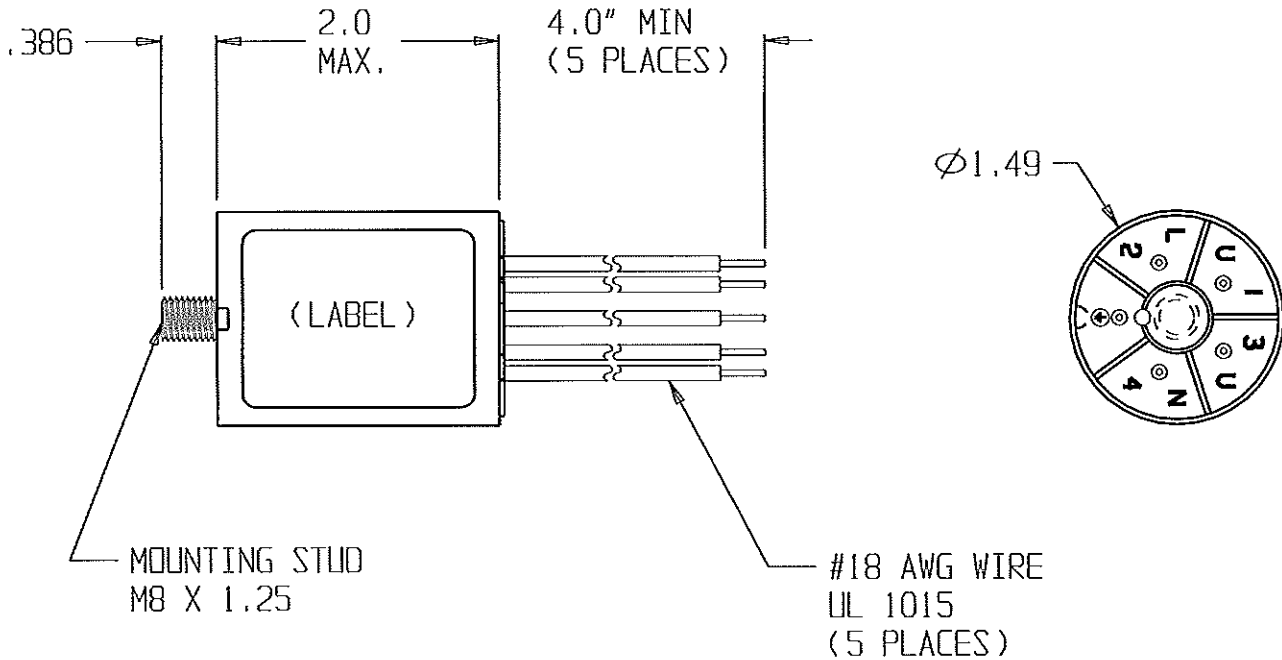 .386
2.0
MAX.
4.0" MIN
(5 PLACES)
Ø1.49
(LABEL)
L
2
U
1
3
U
N
4
MOUNTING STUD
M8 X 1.25
#18 AWG WIRE
UL 1015
(5 PLACES)